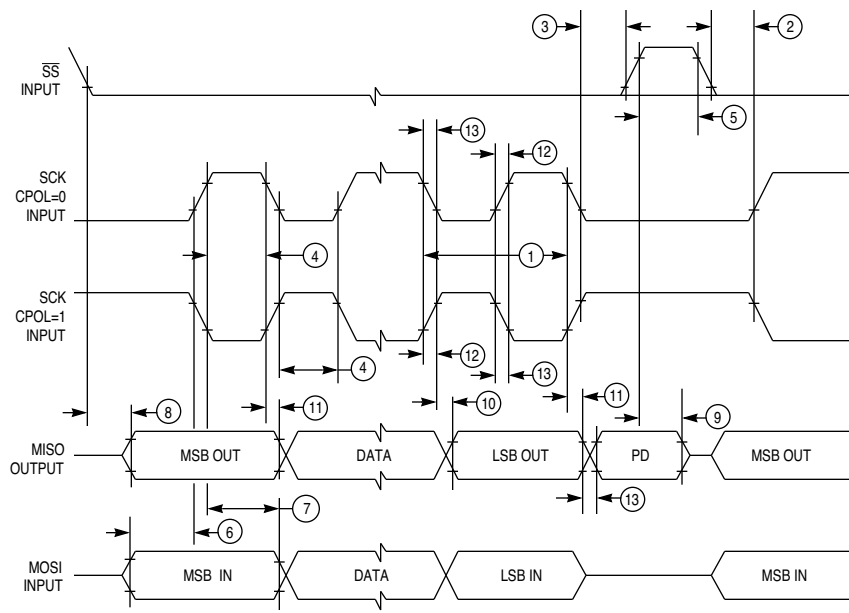 3
2
SS
INPUT
5
13
12
SCK
CPOL=0
INPUT
4
1
SCK
CPOL=1
INPUT
12
4
13
8
11
10
11
9
MISO
OUTPUT
MSB OUT
DATA
LSB OUT
PD
MSB OUT
13
7
6
MOSI
INPUT
MSB IN
DATA
LSB IN
MSB IN